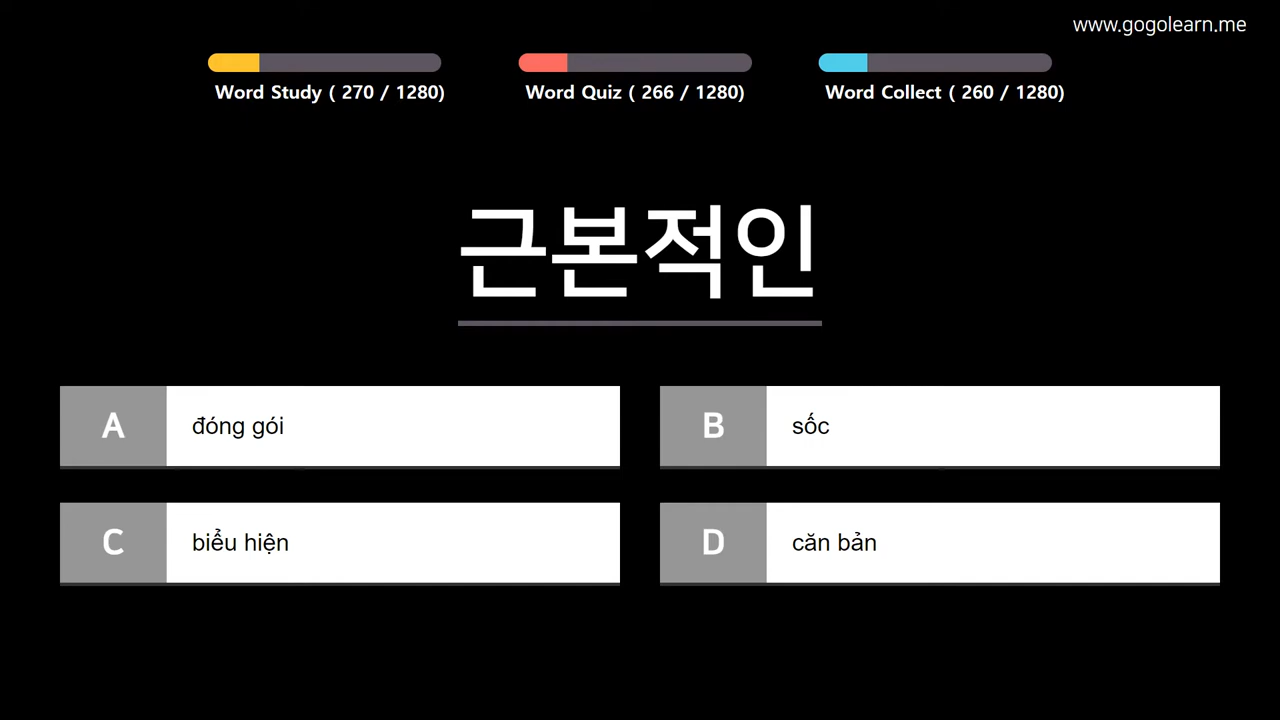 www.gogolearn.me
Word Study ( 270 / 1280)
Word Quiz ( 266 / 1280)
Word Collect ( 260 / 1280)
근본적인
A đóng gói
B sốc
C biểu hiện
D căn bản